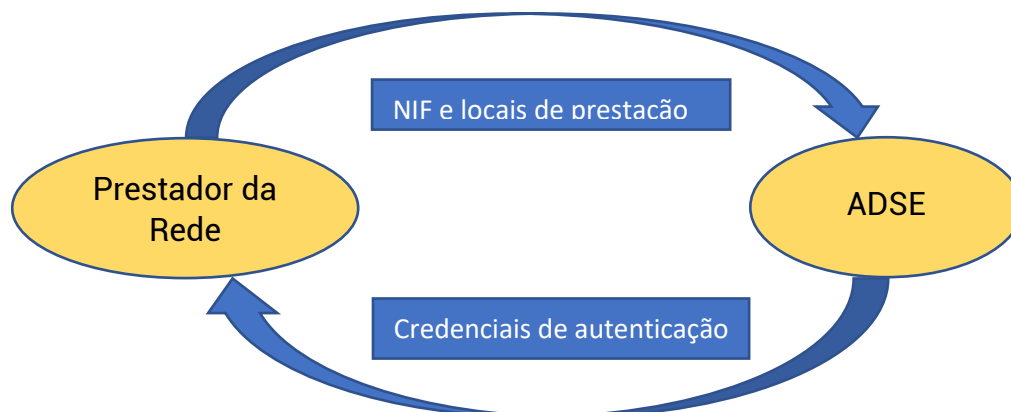 NIF e locais de prestação
Prestador da
Rede
ADSE
Credenciais de autenticação